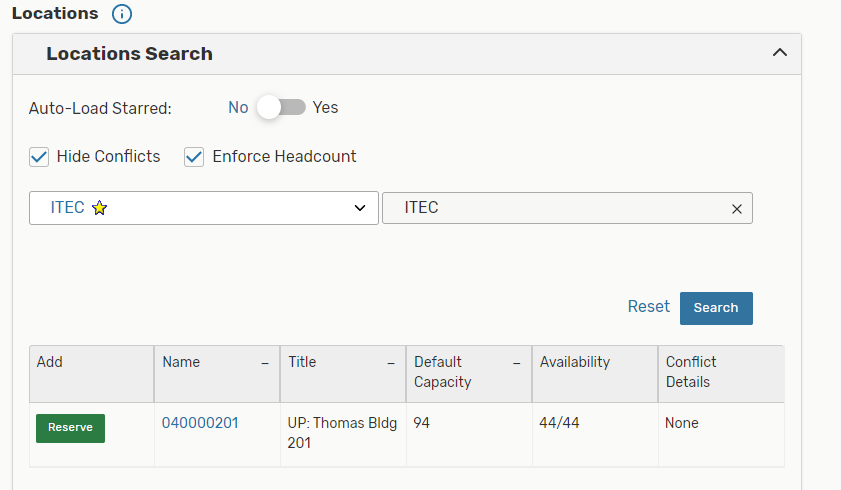 Locations
Locations Search
Auto-Load Starred: No Yes
Hide Conflicts Enforce Headcount
ITEC ITEC
Reset Search
Add Name – Title – Default Capacity – Availability Conflict Details
Reserve 040000201 UP: Thomas Bldg 201 94 44/44 None